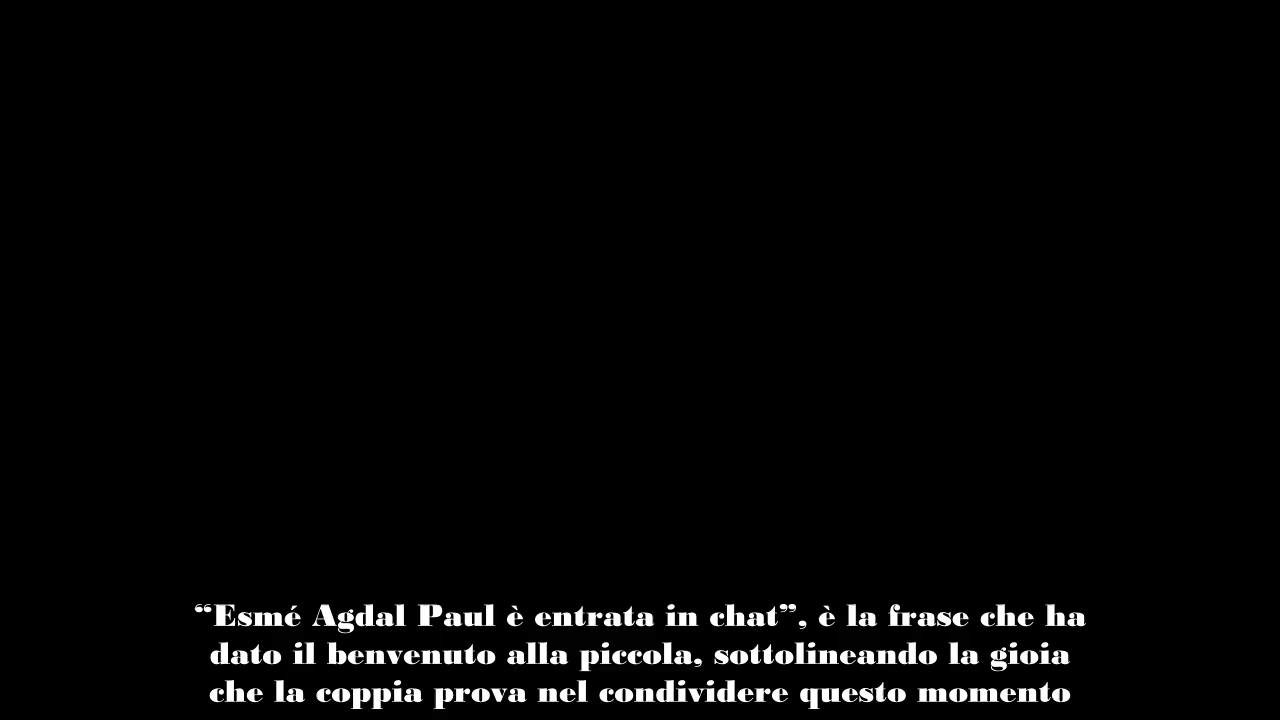 “Esmé Agdal Paul è entrata in chat”, è la frase che ha
dato il benvenuto alla piccola, sottolineando la gioia
che la coppia prova nel condividere questo momento